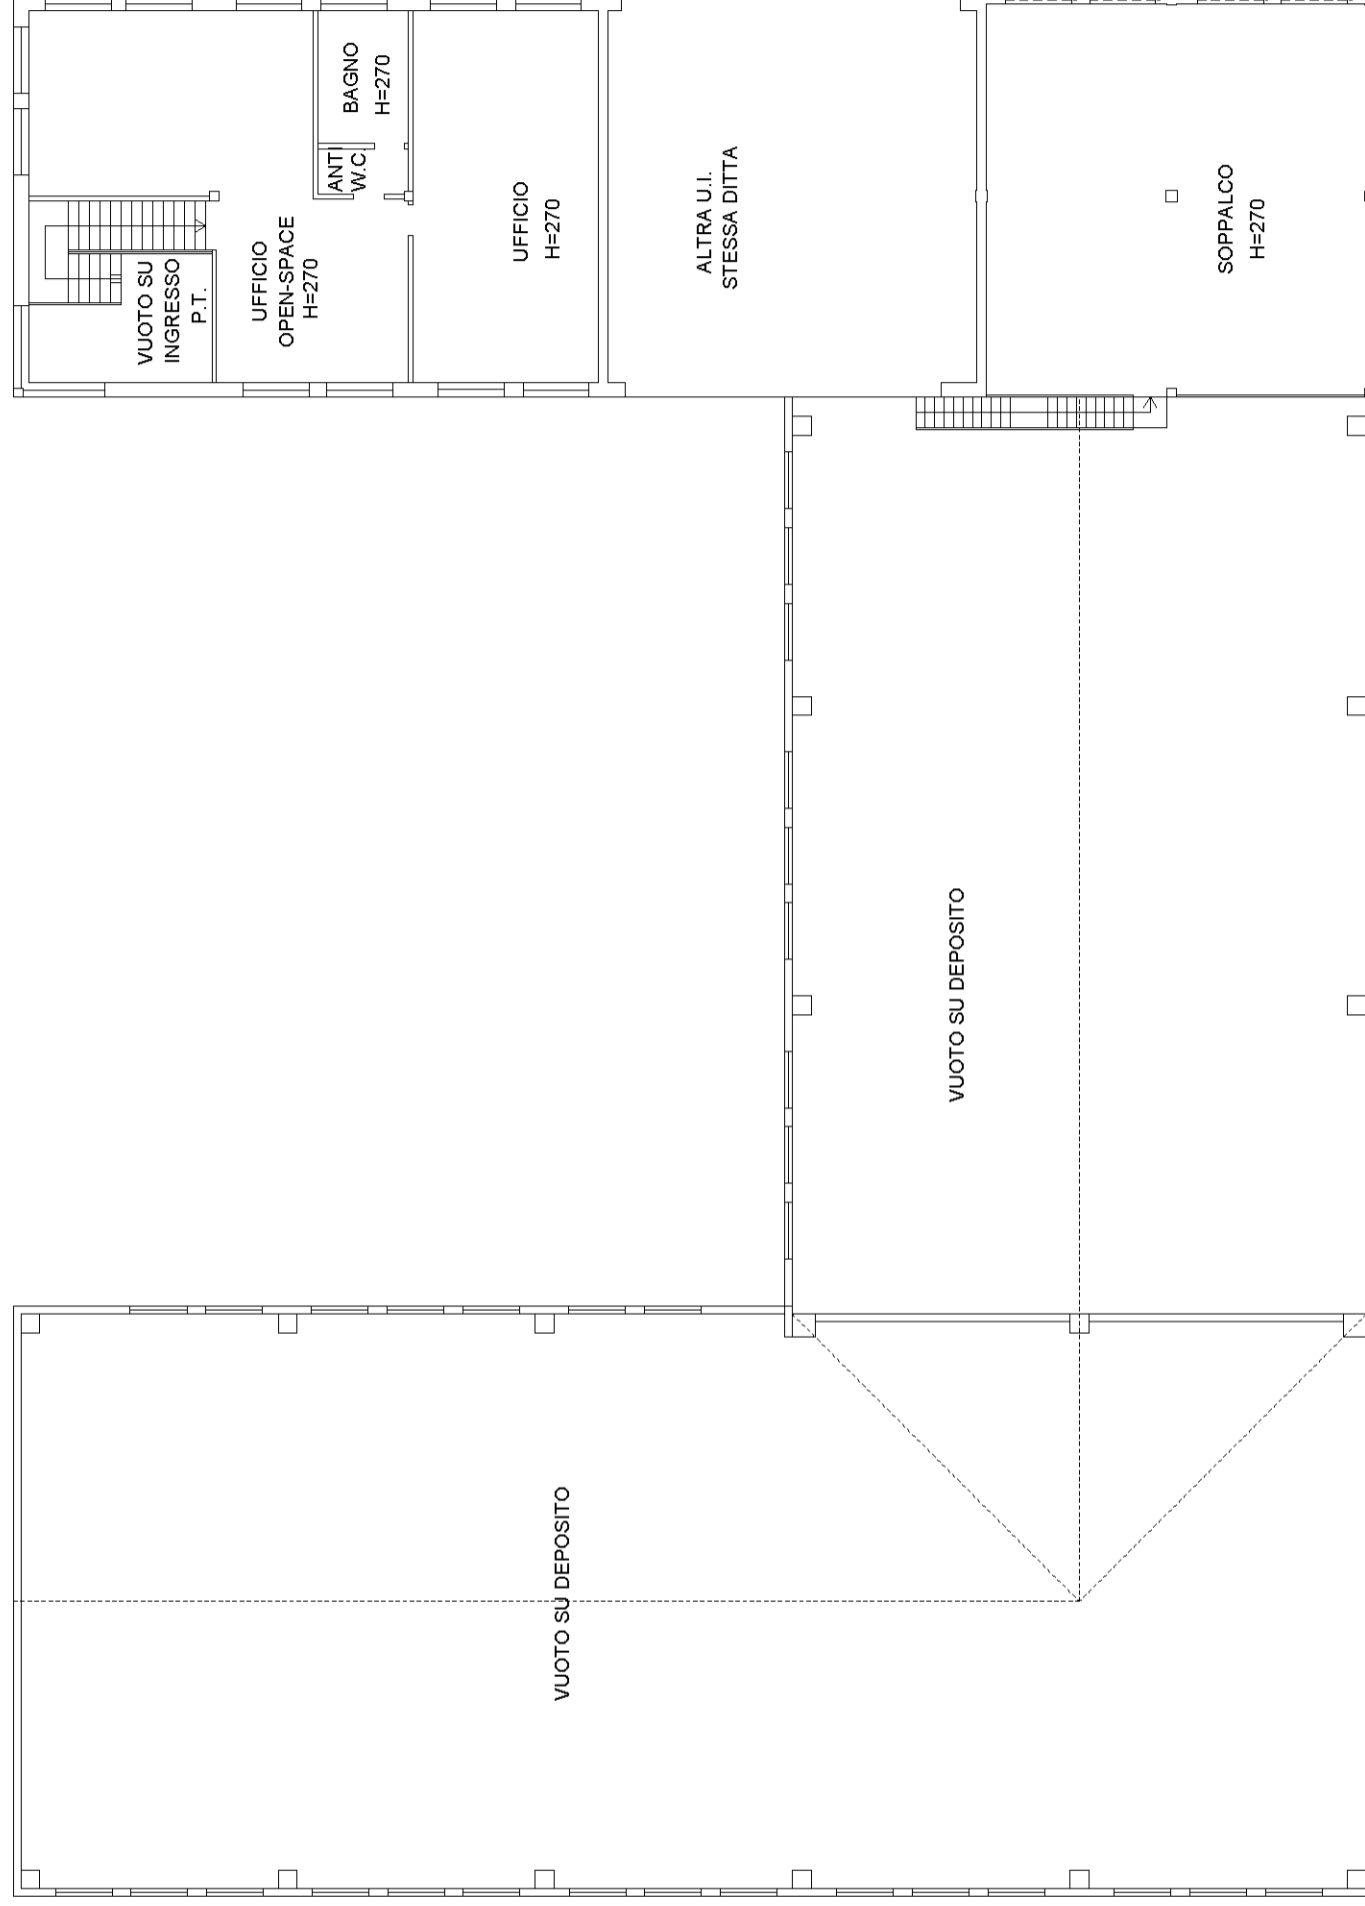 VUOTO SU
INGRESSO
P.T.
UFFICIO
OPEN-SPACE
H=270
ANTI
W.C.
BAGNO
H=270
UFFICIO
H=270
ALTRA U.I.
STESSA DITTA
SOPPALCO
H=270
VUOTO SU DEPOSITO
VUOTO SU DEPOSITO